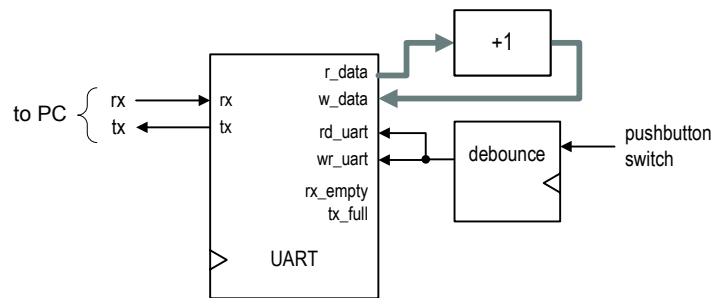 +1
r_data
w_data
to PC
rx
tx
rx
tx
rd_uart
wr_uart
debounce
pushbutton
switch
rx_empty
tx_full
UART